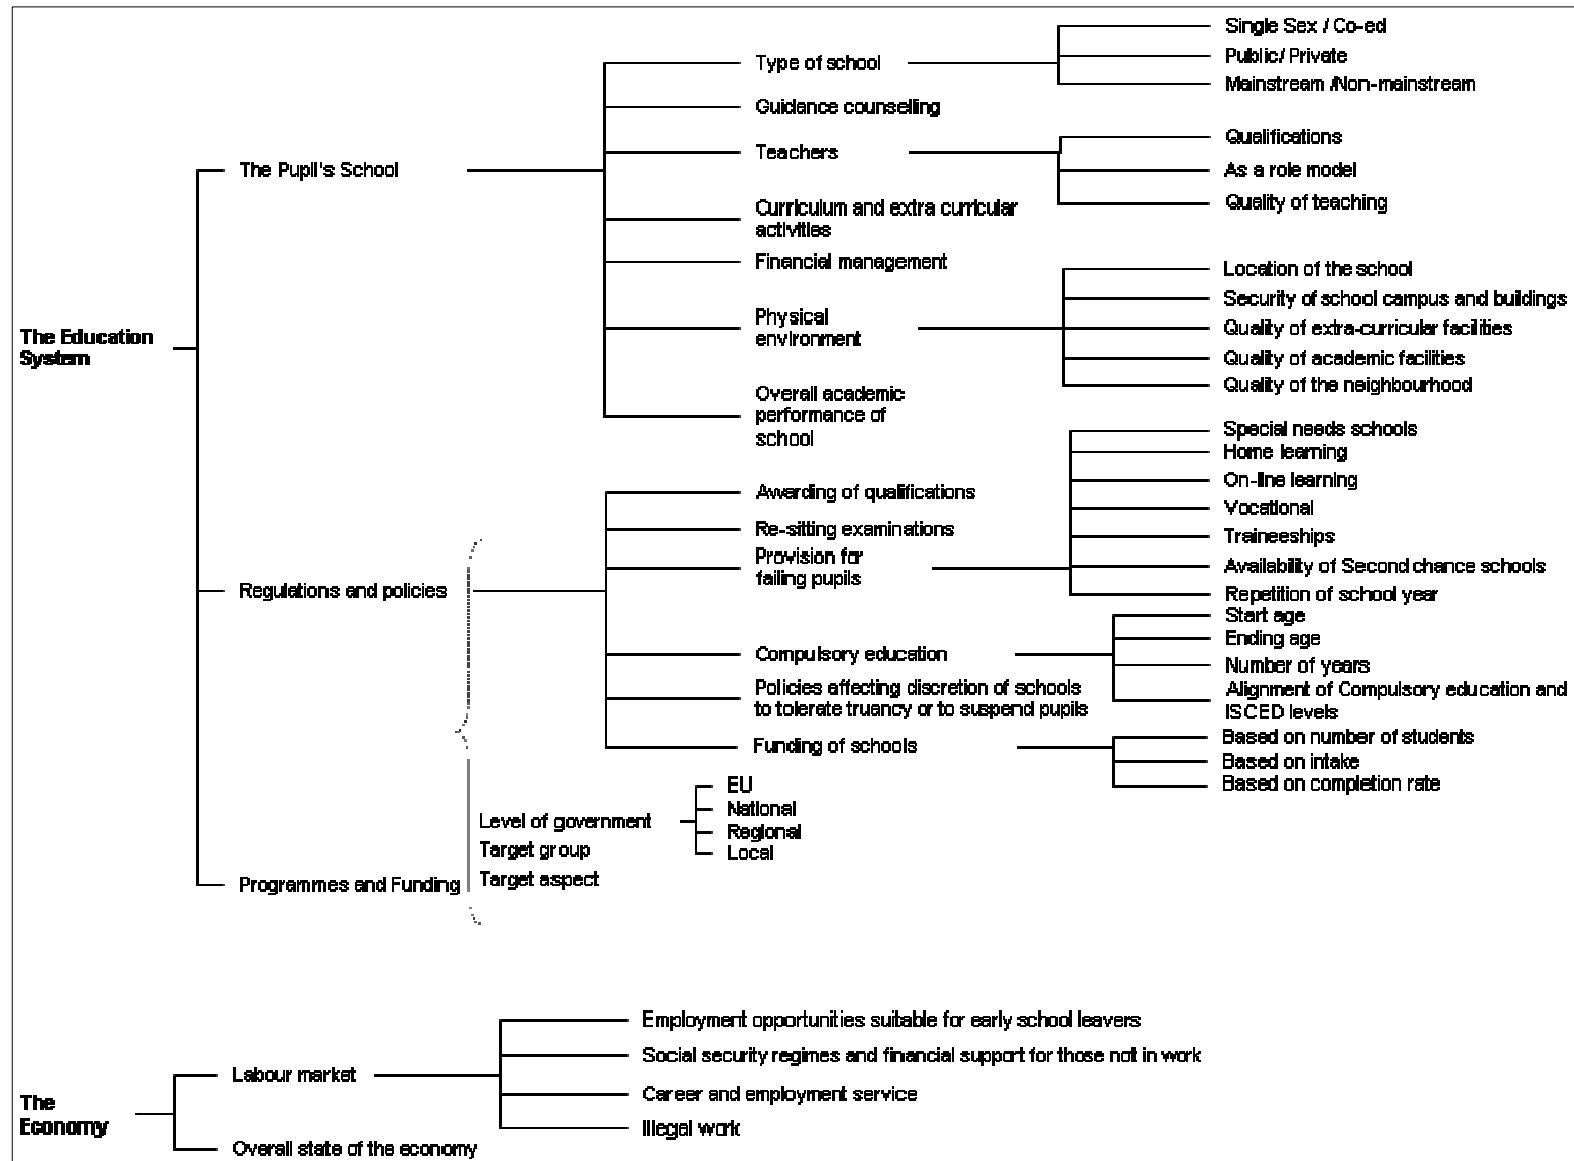 Single Sex / Co-ed
Type of school
Public/ Private
Mainstream /Non-mainstream
Guidance counselling
Qualifications
Teachers
The Pupil's School
As a role model
Quality of teaching
Curriculum and extra curricular
activities
Financial management
Location of the school
Security of school campus and buildings
Physical
environment
Quality of extra-curricular facilities
The Education
System
Quality of academic facilities
Quality of the neighbourhood
Overall academic
performance of
school
Special needs schools
Home learning
On-line learning
Awarding of qualifications
Vocational
Re-sitting examinations
Traineeships
Provision for
failing pupils
Availability of Second chance schools
Regulations and policies
Repetition of school year
Start age
Ending age
Compulsory education
Number of years
Policies affecting discretion of schools
to tolerate truancy or to suspend pupils
Alignment of Compulsory education and
ISCED levels
Based on number of students
Funding of schools
Based on intake
Based on completion rate
EU
National
Level of government
Regional
Local
Target group
Target aspect
Programmes and Funding
Employment opportunities suitable for early school leavers
Social security regimes and financial support for those not in work
Labour market
Career and employment service
The
Economy
Illegal work
Overall state of the economy